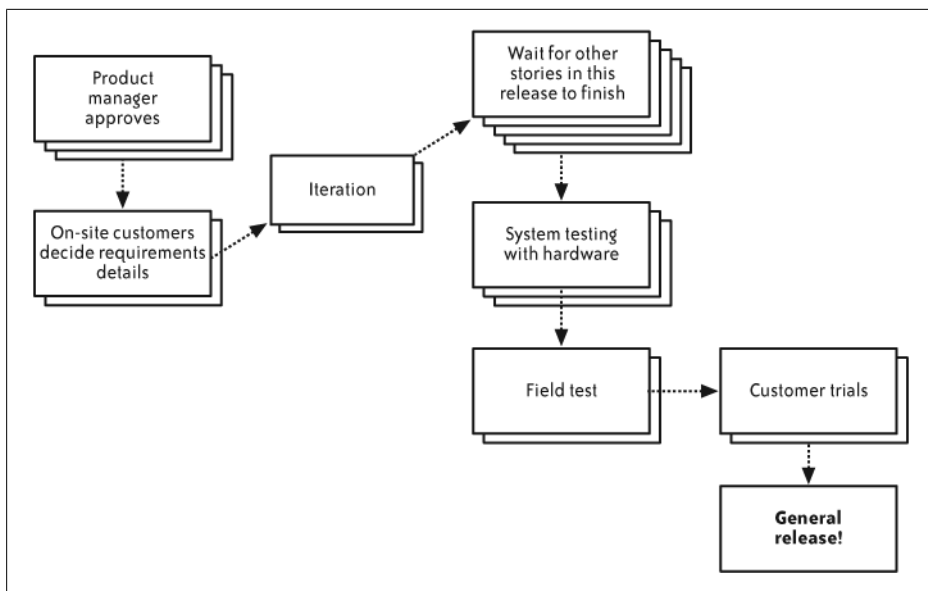 Product
manager
approves
On-site customers
decide requirements
details
Iteration
Wait for other
stories in this
release to finish
System testing
with hardware
Field test
Customer trials
General
release!